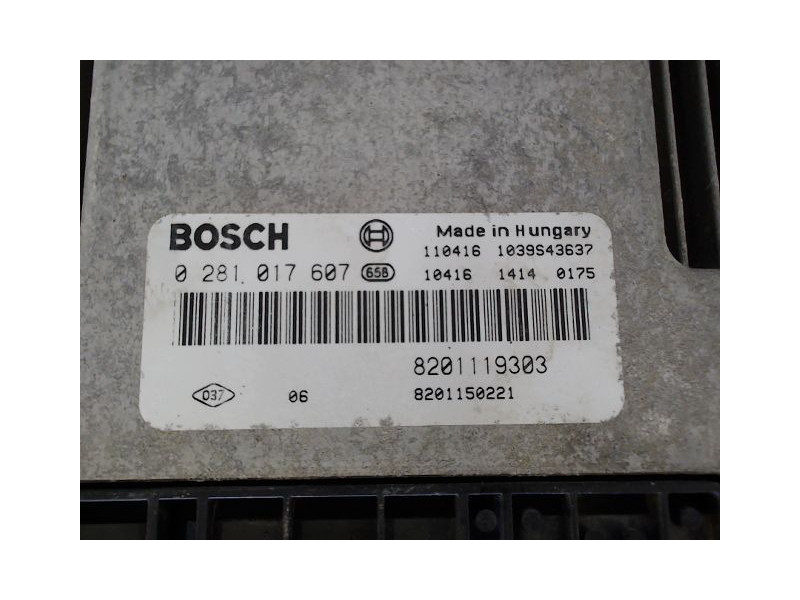 BOSCH
Made in Hungary
110416 1039S43637
0 281 017 607 658
10416 1414 0175
8201119303
037 06 8201150221